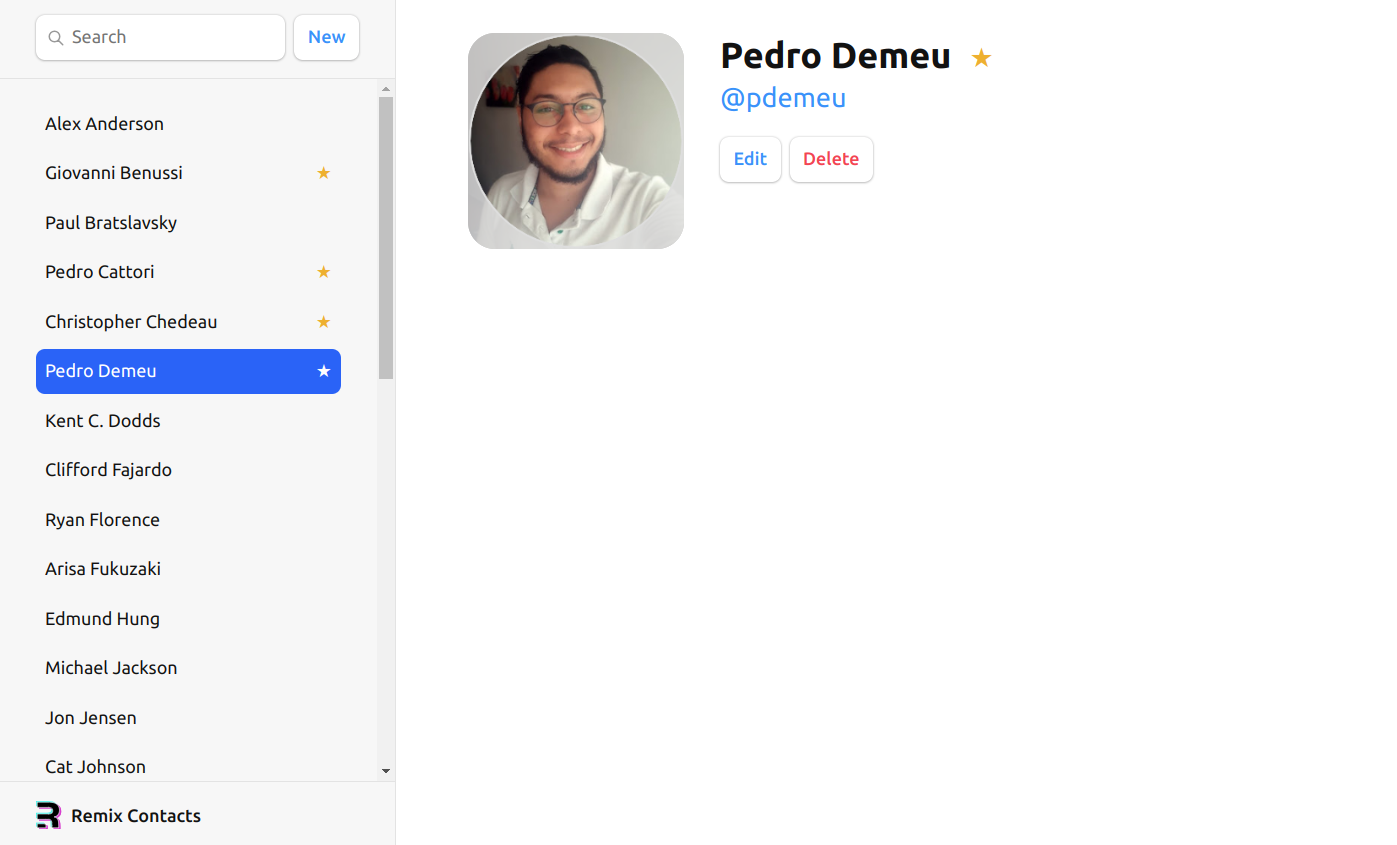 Search
New
Alex Anderson
Giovanni Benussi ★
Paul Bratslavsky
Pedro Cattori ★
Christopher Chedeau ★
Pedro Demeu ★
Kent C. Dodds
Clifford Fajardo
Ryan Florence
Arisa Fukuzaki
Edmund Hung
Michael Jackson
Jon Jensen
Cat Johnson
Remix Contacts
Pedro Demeu ★
@pdemeu
Edit Delete